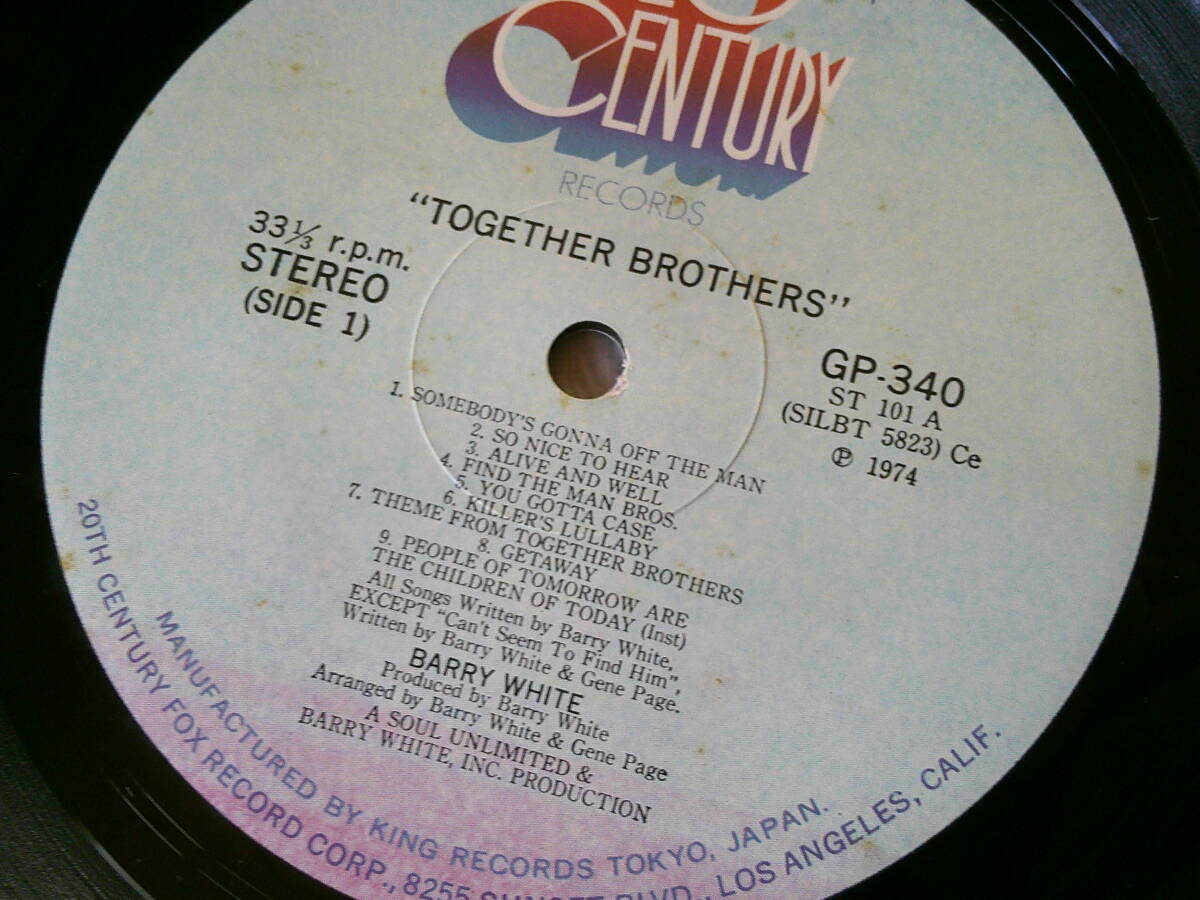 CENTURY
RECORDS
“TOGETHER BROTHERS”
33⅓ r.p.m.
STEREO
(SIDE 1)
GP-340
ST 101 A
(SILBT 5823) Ce
℗ 1974
1. SOMEBODY'S GONNA OFF THE MAN
2. SO NICE TO HEAR
3. ALIVE AND WELL
4. FIND THE MAN BROS.
5. YOU GOTTA CASE
6. KILLER'S LULLABY
7. THEME FROM TOGETHER BROTHERS
8. GETAWAY
9. PEOPLE OF TOMORROW ARE
THE CHILDREN OF TODAY (Inst)
All Songs Written by Barry White,
EXCEPT "Can't Seem To Find Him",
Written by Barry White & Gene Page.
BARRY WHITE
Produced by Barry White
Arranged by Barry White & Gene Page
A SOUL UNLIMITED &
BARRY WHITE, INC. PRODUCTION
MANUFACTURED BY KING RECORDS TOKYO, JAPAN.
20TH CENTURY FOX RECORD CORP., 8255 SUNSET BLVD., LOS ANGELES, CALIF.